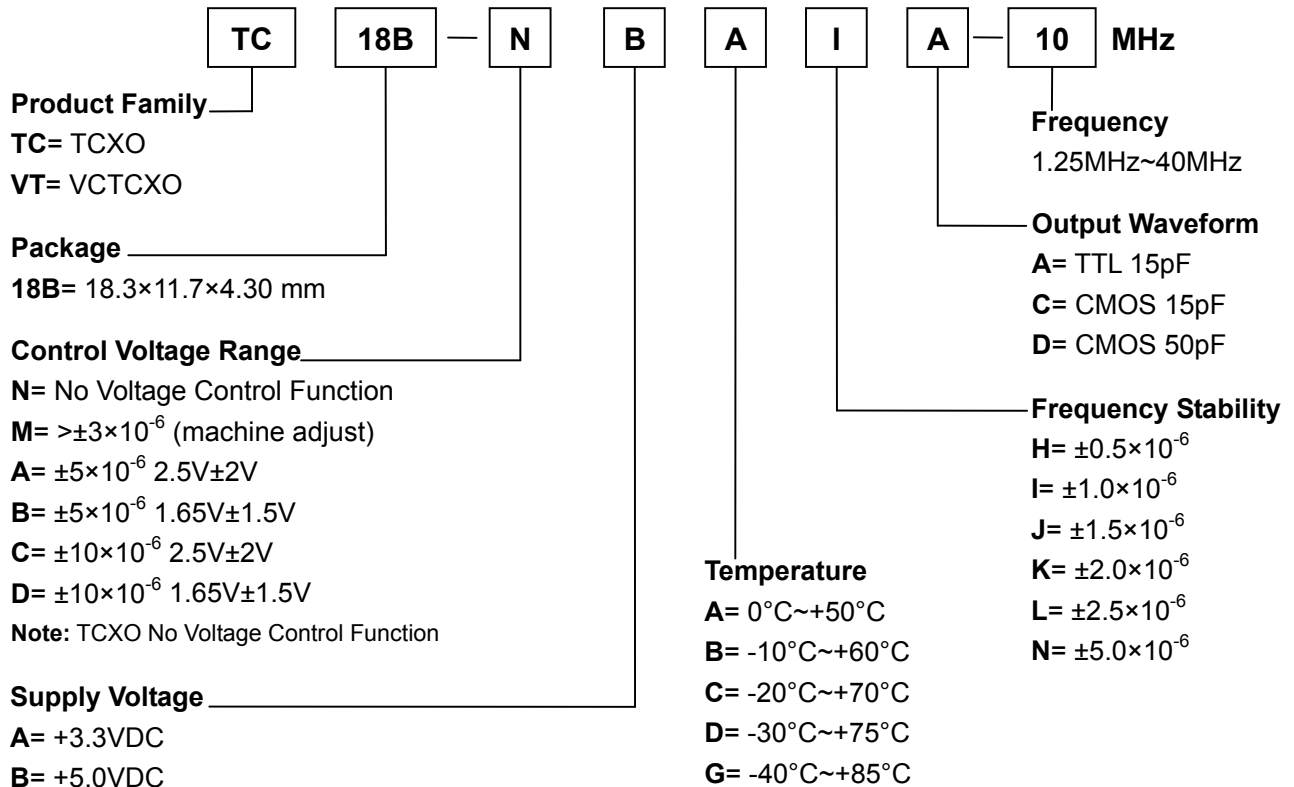 TC 18B — N B A I A — 10 MHz
Product Family
TC= TCXO
VT= VCTCXO
Package
18B= 18.3×11.7×4.30 mm
Control Voltage Range
N= No Voltage Control Function
M= >±3×10-6 (machine adjust)
A= ±5×10-6 2.5V±2V
B= ±5×10-6 1.65V±1.5V
C= ±10×10-6 2.5V±2V
D= ±10×10-6 1.65V±1.5V
Note: TCXO No Voltage Control Function
Supply Voltage
A= +3.3VDC
B= +5.0VDC
Temperature
A= 0°C~+50°C
B= -10°C~+60°C
C= -20°C~+70°C
D= -30°C~+75°C
G= -40°C~+85°C
Frequency
1.25MHz~40MHz
Output Waveform
A= TTL 15pF
C= CMOS 15pF
D= CMOS 50pF
Frequency Stability
H= ±0.5×10-6
I= ±1.0×10-6
J= ±1.5×10-6
K= ±2.0×10-6
L= ±2.5×10-6
N= ±5.0×10-6